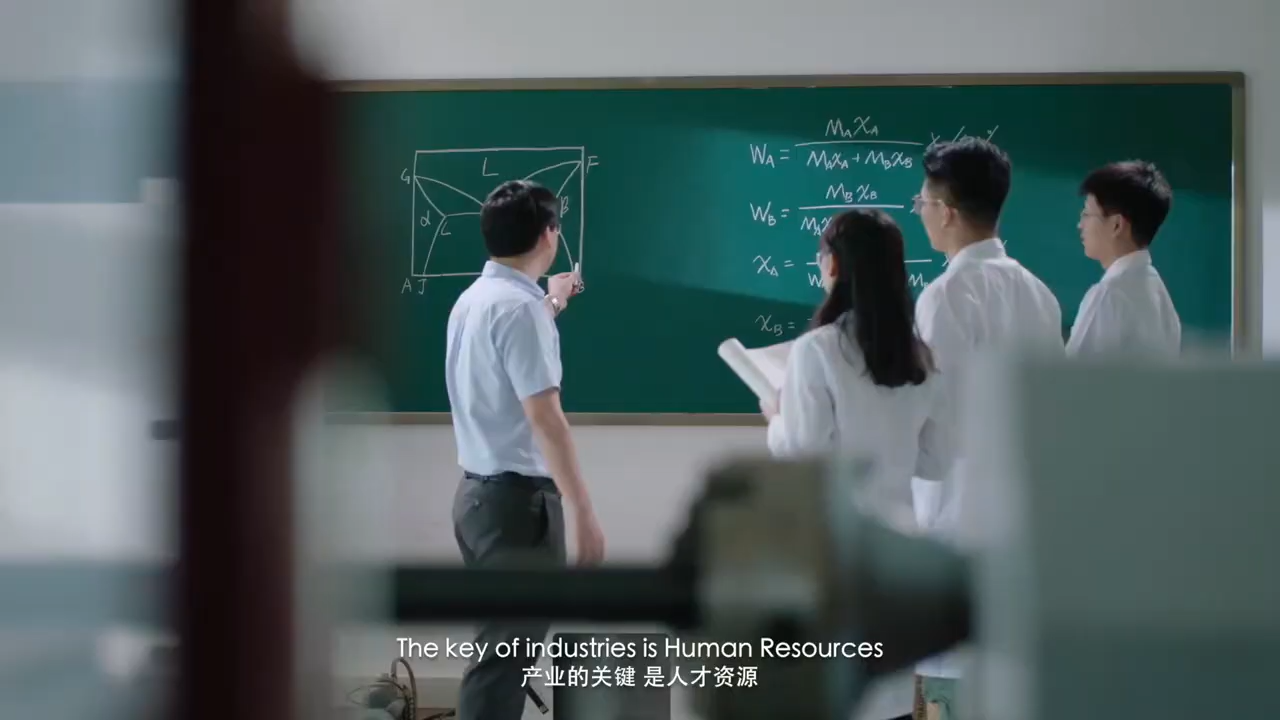 G
L
F
α
L
β
A J
W_A = M_A X_A / M_A X_A + M_B X_B
W_B = M_B X_B
X_A =
X_B =
The key of industries is Human Resources
产业的关键 是人才资源